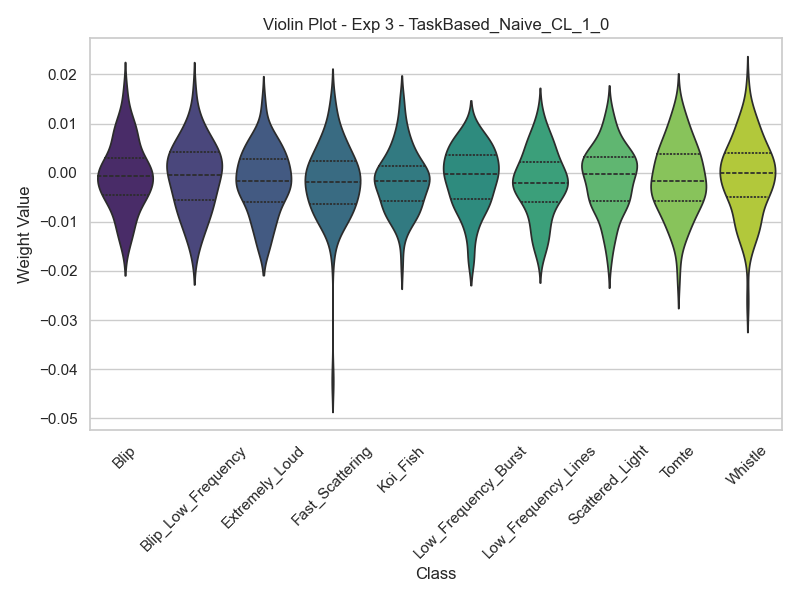 Violin Plot - Exp 3 - TaskBased_Naive_CL_1_0
Weight Value
0.02
0.01
0.00
−0.01
−0.02
−0.03
−0.04
−0.05
Blip
Blip_Low_Frequency
Extremely_Loud
Fast_Scattering
Koi_Fish
Low_Frequency_Burst
Low_Frequency_Lines
Scattered_Light
Tomte
Whistle
Class